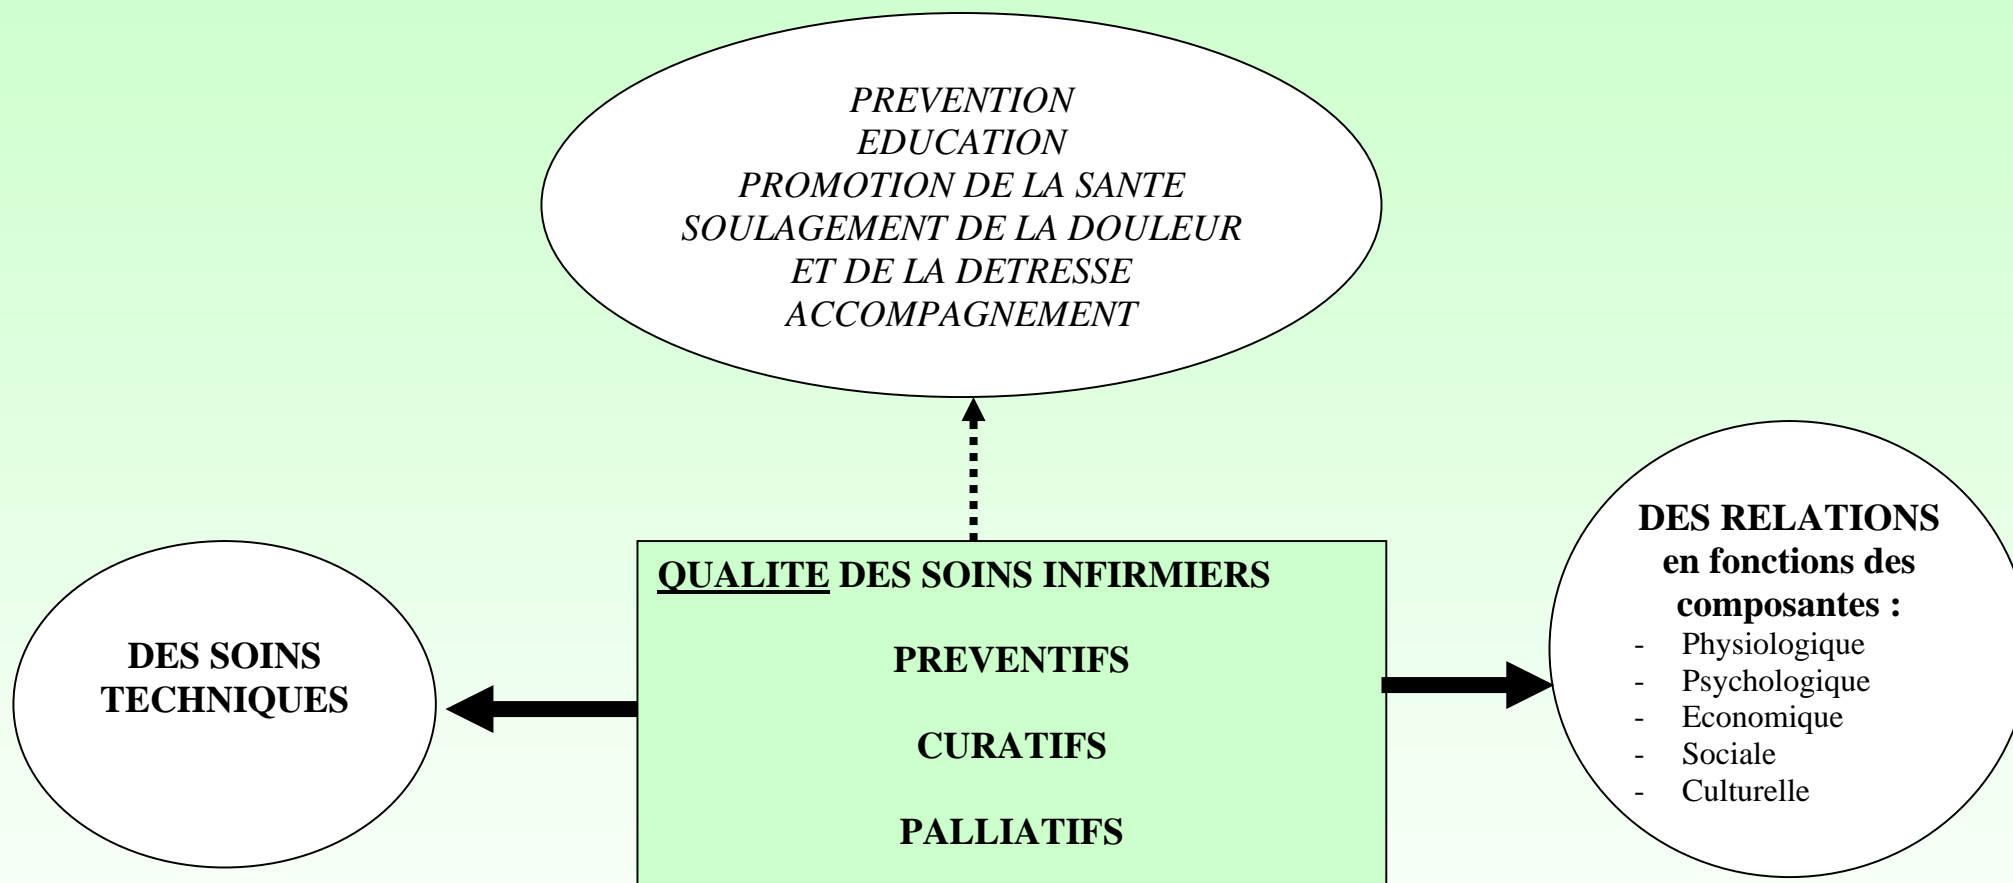 PREVENTION
EDUCATION
PROMOTION DE LA SANTE
SOULAGEMENT DE LA DOULEUR
ET DE LA DETRESSE
ACCOMPAGNEMENT
DES SOINS
TECHNIQUES
QUALITE DES SOINS INFIRMIERS
PREVENTIFS
CURATIFS
PALLIATIFS
DES RELATIONS
en fonctions des
composantes :
- Physiologique
- Psychologique
- Economique
- Sociale
- Culturelle